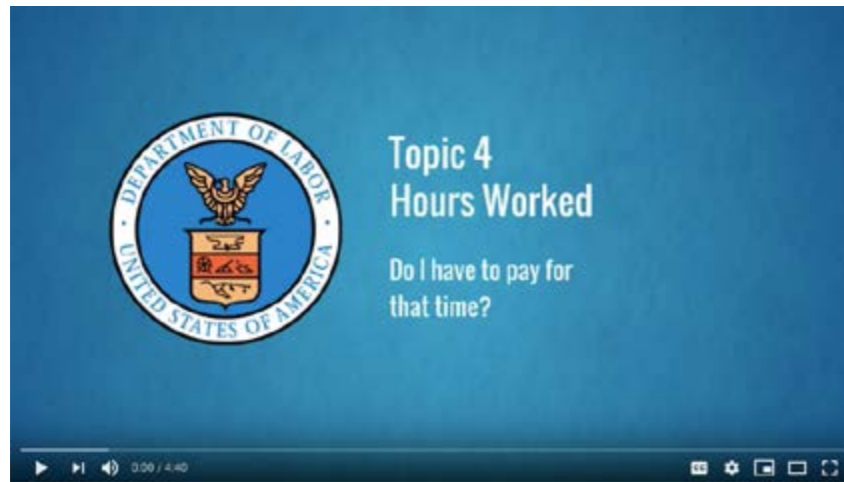 DEPARTMENT OF LABOR
UNITED STATES OF AMERICA
Topic 4
Hours Worked
Do I have to pay for
that time?
0:00 / 4:40
CC